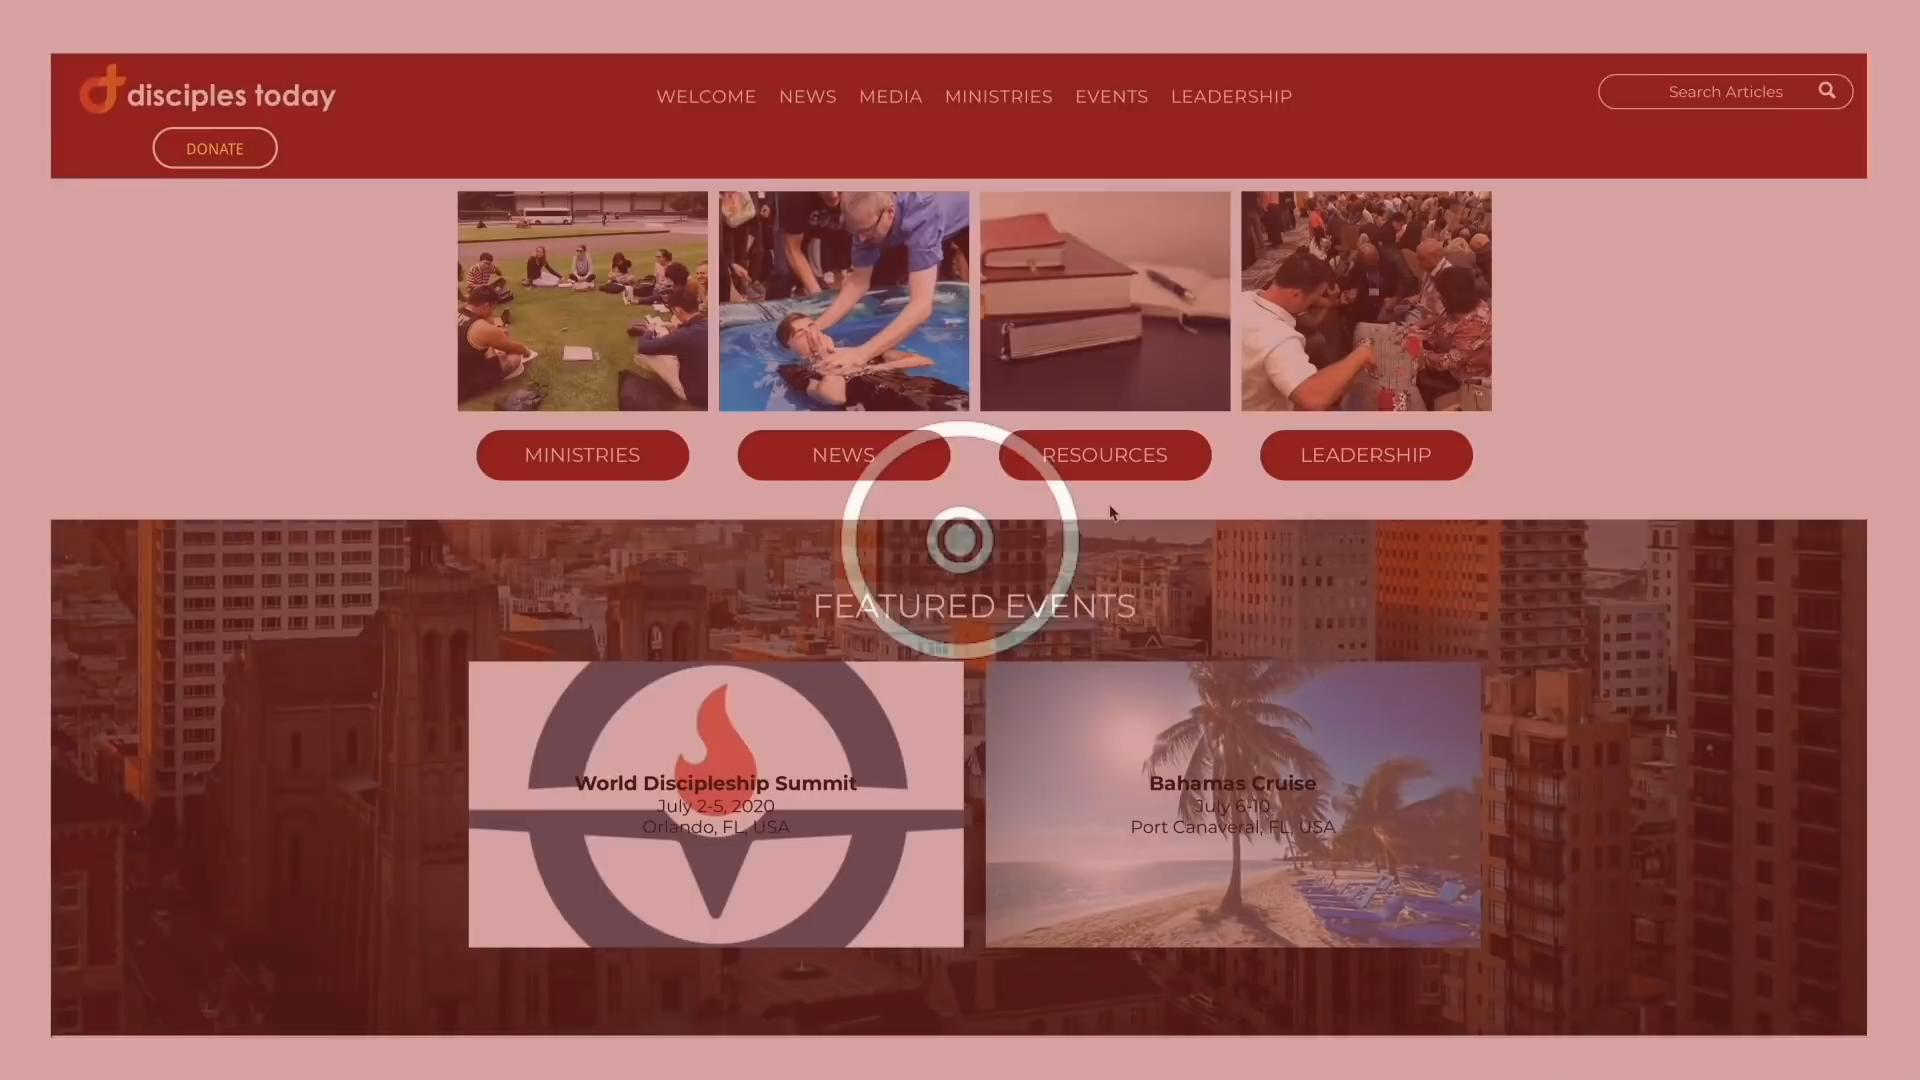 disciples today
WELCOME NEWS MEDIA MINISTRIES EVENTS LEADERSHIP
Search Articles
DONATE
MINISTRIES
NEWS
RESOURCES
LEADERSHIP
FEATURED EVENTS
World Discipleship Summit
July 2-5, 2020
Orlando, FL, USA
Bahamas Cruise
July 6-10
Port Canaveral, FL, USA